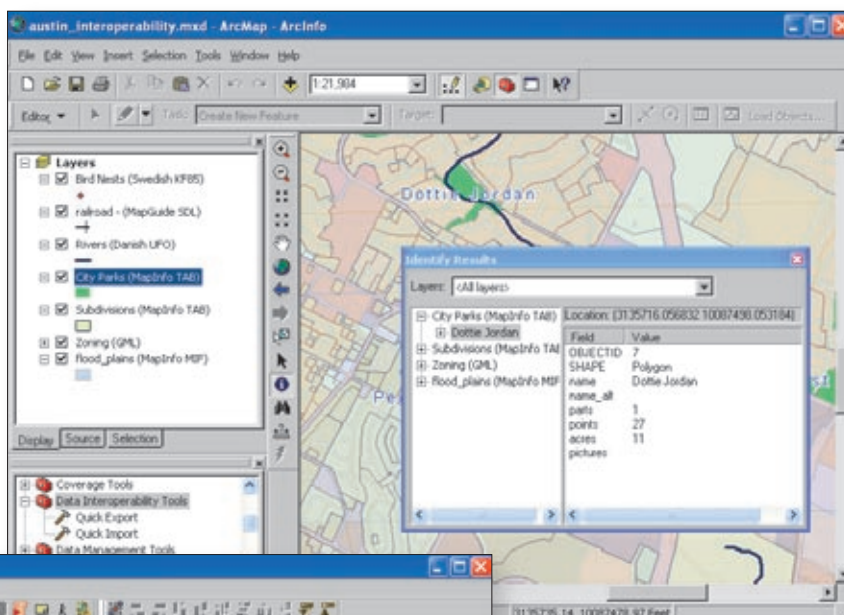 austin_interoperability.mxd - ArcMap - ArcInfo
File Edit View Insert Selection Tools Window Help
1:21,984
Editor Task: Create New Feature Target: Load Objects...
Layers
Bird Nests (Swedish KF85)
railroad - (MapGuide SDL)
Rivers (Danish UFO)
City Parks (MapInfo TAB)
Subdivisions (MapInfo TAB)
Zoning (GML)
flood_plains (MapInfo MIF)
Display Source Selection
Coverage Tools
Data Interoperability Tools
Quick Export
Quick Import
Data Management Tools
Dottie Jordan
Identify Results
Layers: <All layers>
City Parks (MapInfo TAB)
Dottie Jordan
Subdivisions (MapInfo TAB
Zoning (GML)
flood_plains (MapInfo MIF
Location: (3135716.056832 10087498.053184)
Field Value
OBJECTID 7
SHAPE Polygon
name Dottie Jordan
name_alt
parts 1
points 27
acres 11
pictures
3135735.14 10087478.97 Feet